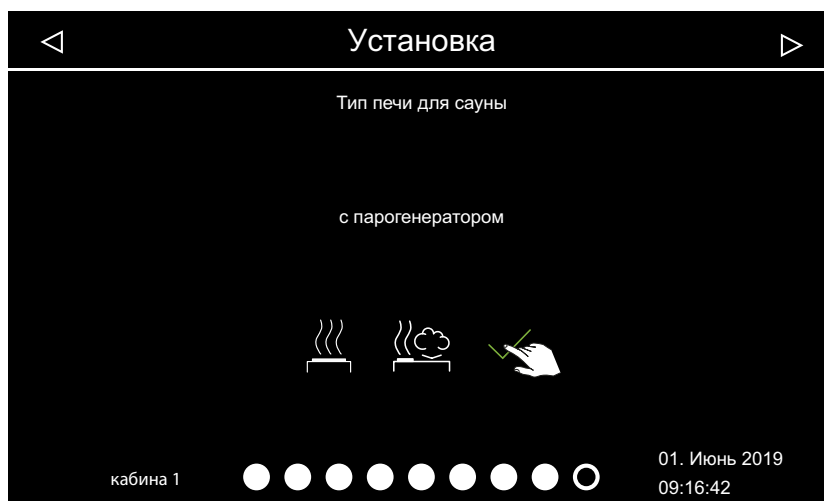 Установка
Тип печи для сауны
с парогенератором
кабина 1
01. Июнь 2019
09:16:42